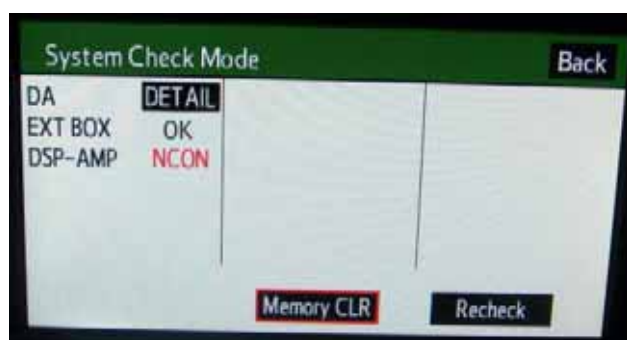 System Check Mode Back
DA DETAIL
EXT BOX OK
DSP-AMP NCON
Memory CLR Recheck